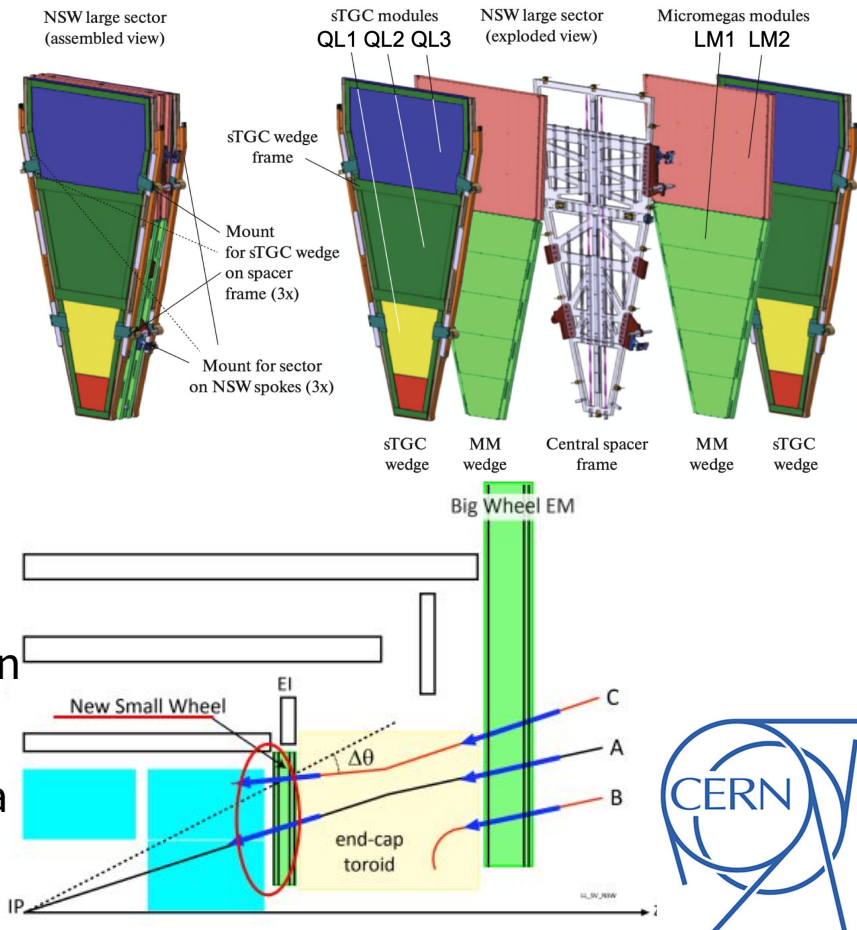 NSW large sector
(assembled view)
sTGC modules
QL1 QL2 QL3
NSW large sector
(exploded view)
Micromegas modules
LM1 LM2
sTGC wedge
frame
Mount
for sTGC wedge
on spacer
frame (3x)
Mount for sector
on NSW spokes (3x)
sTGC
wedge
MM
wedge
Central spacer
frame
MM
wedge
sTGC
wedge
Big Wheel EM
n
EI
New Small Wheel
C
Δθ
A
a
B
end-cap
toroid
IP
LL_SV_NSW
z
CERN